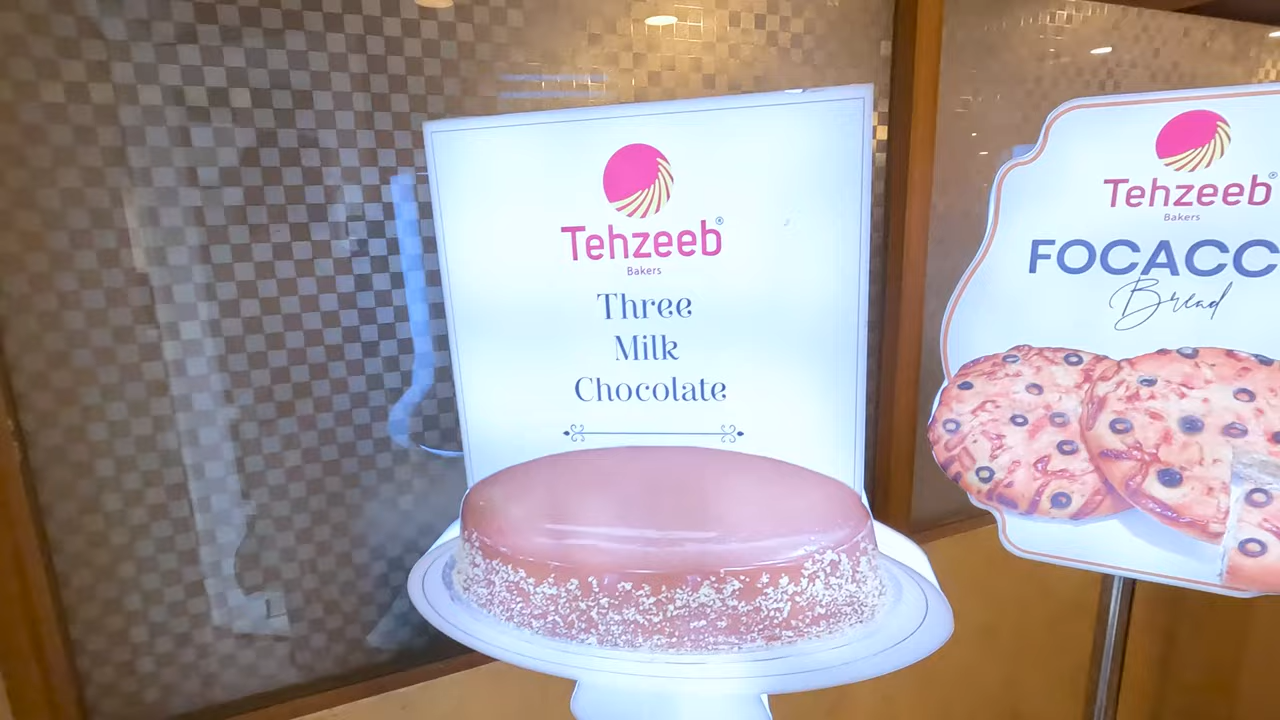 Tehzeeb®
Bakers
Three
Milk
Chocolate
Tehzeeb®
Bakers
FOCACC
Bread